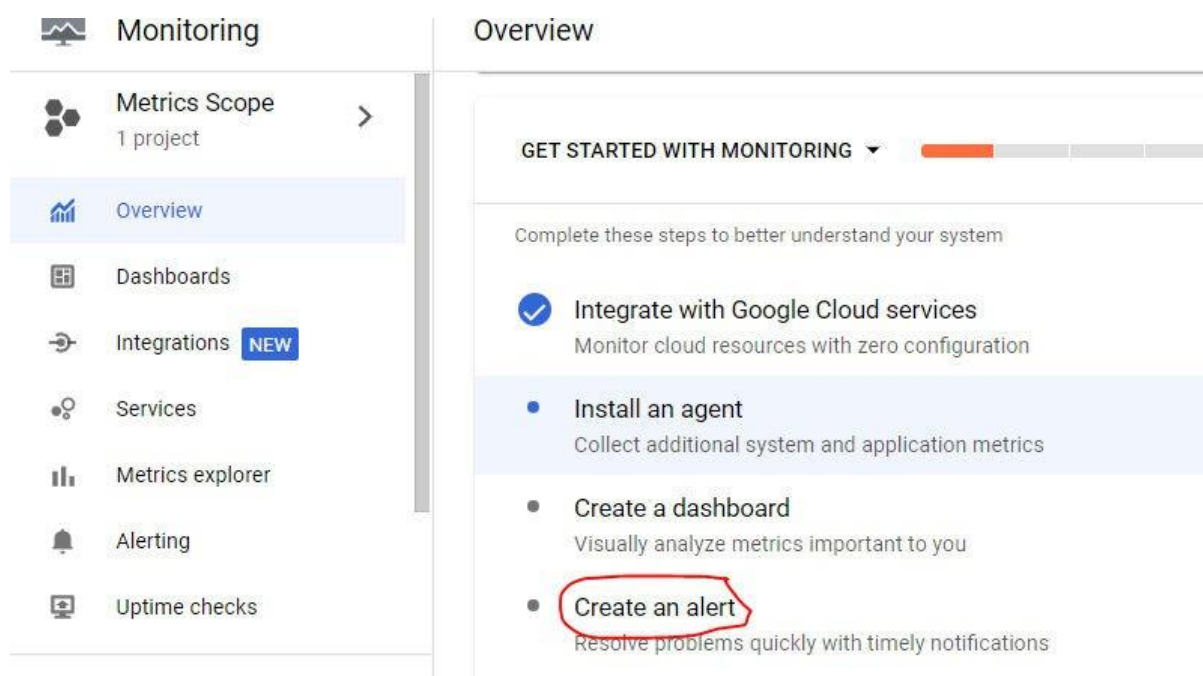 Monitoring
Overview
Metrics Scope
1 project
Overview
Dashboards
Integrations NEW
Services
Metrics explorer
Alerting
Uptime checks
GET STARTED WITH MONITORING
Complete these steps to better understand your system
Integrate with Google Cloud services
Monitor cloud resources with zero configuration
Install an agent
Collect additional system and application metrics
Create a dashboard
Visually analyze metrics important to you
Create an alert
Resolve problems quickly with timely notifications